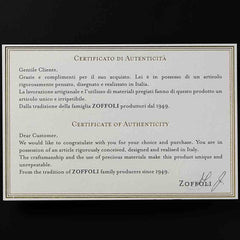 CERTIFICATO DI AUTENTICITÀ
Gentile Cliente,
Grazie e complimenti per il suo acquisto. Lei è in possesso di un articolo
rigorosamente pensato, disegnato e realizzato in Italia.
La lavorazione artigianale e l'utilizzo di materiali pregiati fanno di questo prodotto
un articolo unico e irripetibile.
Dalla tradizione della famiglia ZOFFOLI produttori dal 1949.
CERTIFICATE OF AUTHENTICITY
Dear Customer,
We would like to congratulate with you for your choice and purchase. You are in
possession of an article rigorously conceived, designed and realised in Italy.
The craftsmanship and the use of precious materials make this product unique and
unrepeatable.
From the tradition of ZOFFOLI family producers since 1949.
ZOFFOLI